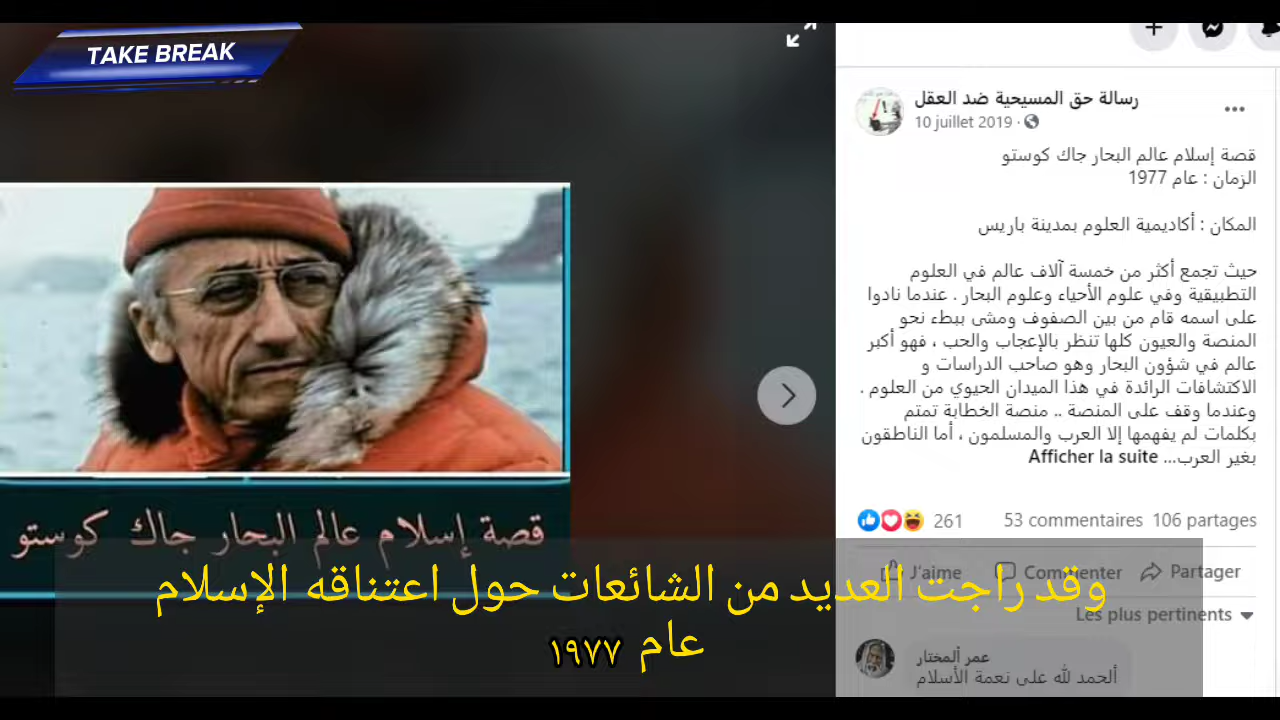 TAKE BREAK
رسالة حق المسيحية ضد العقل
10 juillet 2019 ·
قصة إسلام عالم البحار جاك كوستو
الزمان : عام 1977
المكان : أكاديمية العلوم بمدينة باريس
حيث تجمع أكثر من خمسة آلاف عالم في العلوم
التطبيقية وفي علوم الأحياء وعلوم البحار . عندما نادوا
على اسمه قام من بين الصفوف ومشى ببطء نحو
المنصة والعيون كلها تنظر بالإعجاب والحب ، فهو أكبر
عالم في شؤون البحار وهو صاحب الدراسات و
الاكتشافات الرائدة في هذا الميدان الحيوي من العلوم .
وعندما وقف على المنصة .. منصة الخطابة تمتم
بكلمات لم يفهمها إلا العرب والمسلمون ، أما الناطقون
بغير العرب... Afficher la suite
261
53 commentaires 106 partages
J'aime
Commenter
Partager
Les plus pertinents
عمر ألمختار
ألحمد لله على نعمة الأسلام
قصة إسلام عالم البحار جاك كوستو
وقد راجت العديد من الشائعات حول اعتناقه الإسلام
عام ١٩٧٧